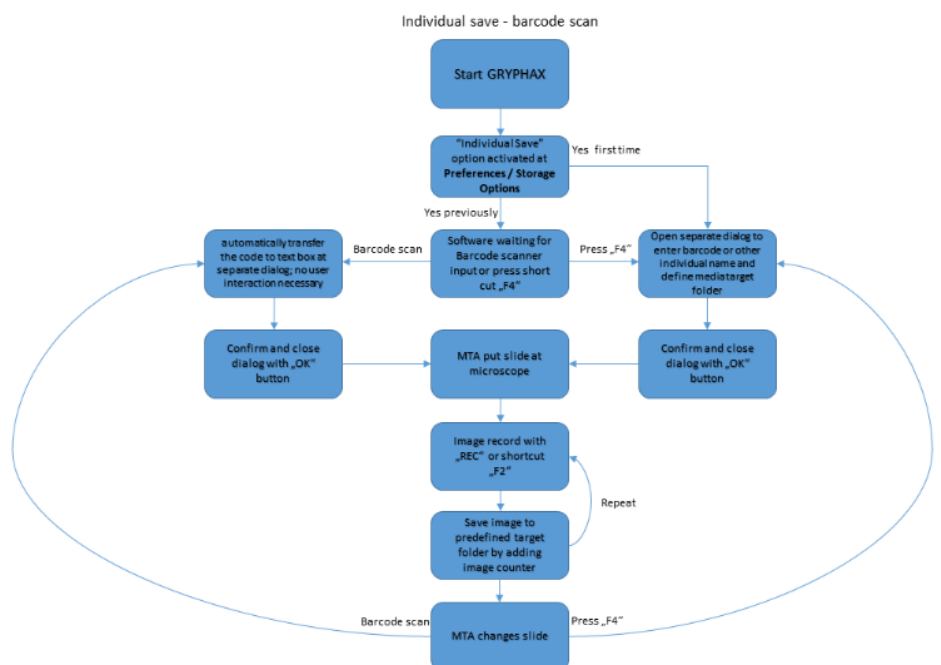 Individual save - barcode scan
Start GRYPHAX
"Individual Save"
option activated at
Preferences / Storage
Options
Yes first time
Yes previously
automatically transfer
the code to text box at
separate dialog; no user
interaction necessary
Barcode scan
Software waiting for
Barcode scanner
input or press short
cut „F4"
Press „F4"
Open separate dialog to
enter barcode or other
individual name and
define media target
folder
Confirm and close
dialog with „OK"
button
MTA put slide at
microscope
Confirm and close
dialog with „OK"
button
Image record with
„REC" or shortcut
„F2"
Repeat
Save image to
predefined target
folder by adding
image counter
Barcode scan
MTA changes slide
Press „F4"